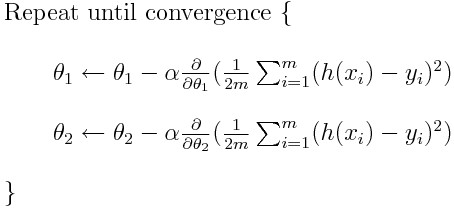 Repeat until convergence {
θ₁ ← θ₁ − α ∂/∂θ₁ (1/2m ∑ᵢ₌₁ᵐ (h(xᵢ) − yᵢ)²)
θ₂ ← θ₂ − α ∂/∂θ₂ (1/2m ∑ᵢ₌₁ᵐ (h(xᵢ) − yᵢ)²)
}